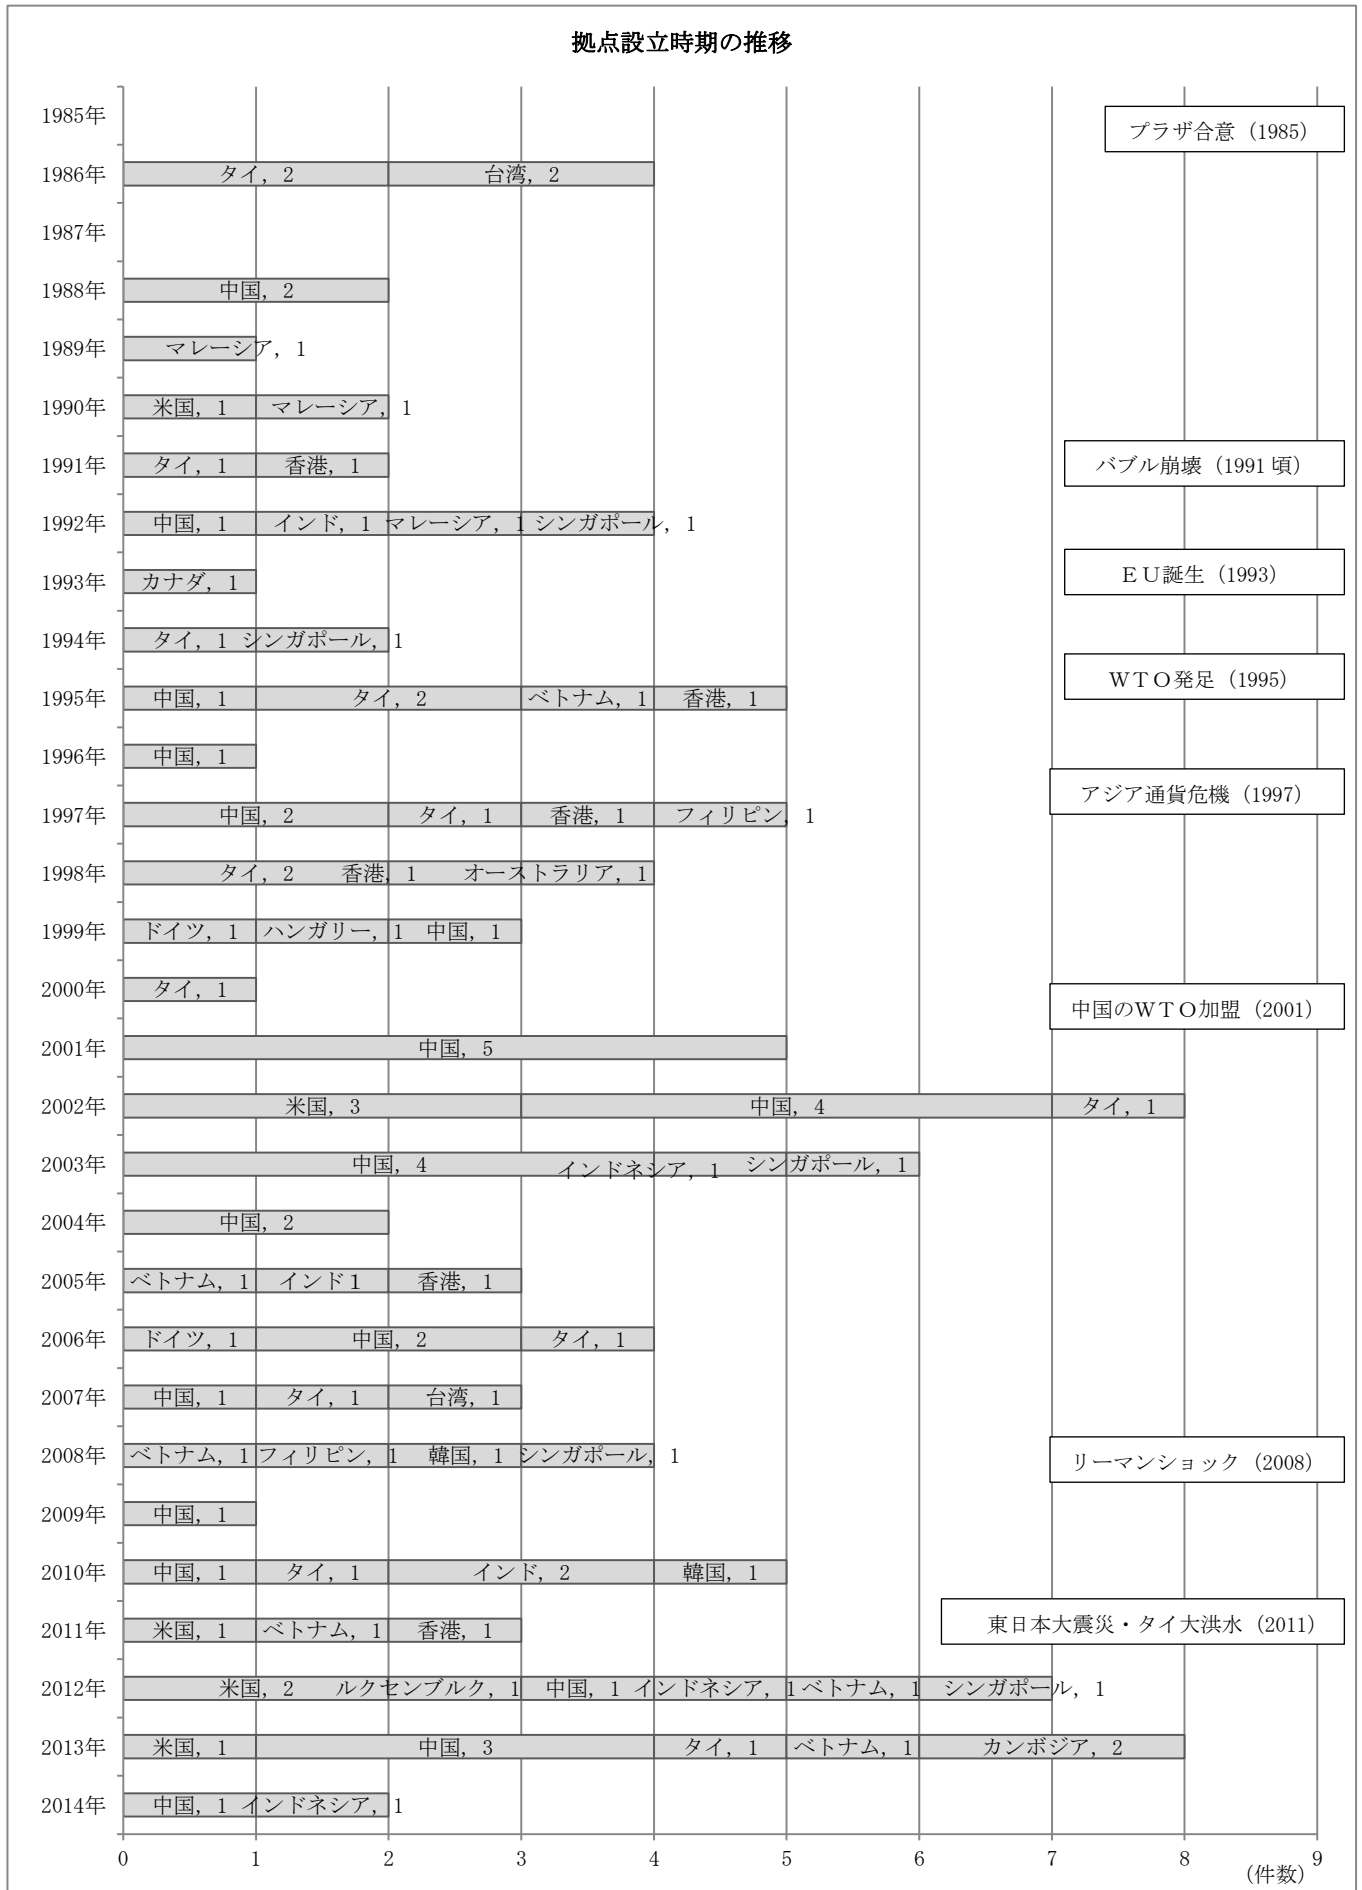 拠点設立時期の推移
1985年
プラザ合意（1985）
1986年 タイ, 2 台湾, 2
1987年
1988年 中国, 2
1989年 マレーシア, 1
1990年 米国, 1 マレーシア, 1
1991年 タイ, 1 香港, 1
バブル崩壊（1991 頃）
1992年 中国, 1 インド, 1 マレーシア, 1 シンガポール, 1
1993年 カナダ, 1
ＥＵ誕生（1993）
1994年 タイ, 1 シンガポール, 1
ＷＴＯ発足（1995）
1995年 中国, 1 タイ, 2 ベトナム, 1 香港, 1
1996年 中国, 1
アジア通貨危機（1997）
1997年 中国, 2 タイ, 1 香港, 1 フィリピン, 1
1998年 タイ, 2 香港, 1 オーストラリア, 1
1999年 ドイツ, 1 ハンガリー, 1 中国, 1
2000年 タイ, 1
中国のＷＴＯ加盟（2001）
2001年 中国, 5
2002年 米国, 3 中国, 4 タイ, 1
2003年 中国, 4 インドネシア, 1 シンガポール, 1
2004年 中国, 2
2005年 ベトナム, 1 インド１ 香港, 1
2006年 ドイツ, 1 中国, 2 タイ, 1
2007年 中国, 1 タイ, 1 台湾, 1
2008年 ベトナム, 1 フィリピン, 1 韓国, 1 シンガポール, 1
リーマンショック（2008）
2009年 中国, 1
2010年 中国, 1 タイ, 1 インド, 2 韓国, 1
2011年 米国, 1 ベトナム, 1 香港, 1
東日本大震災・タイ大洪水（2011）
2012年 米国, 2 ルクセンブルク, 1 中国, 1 インドネシア, 1 ベトナム, 1 シンガポール, 1
2013年 米国, 1 中国, 3 タイ, 1 ベトナム, 1 カンボジア, 2
2014年 中国, 1 インドネシア, 1
0 1 2 3 4 5 6 7 8 9
（件数）